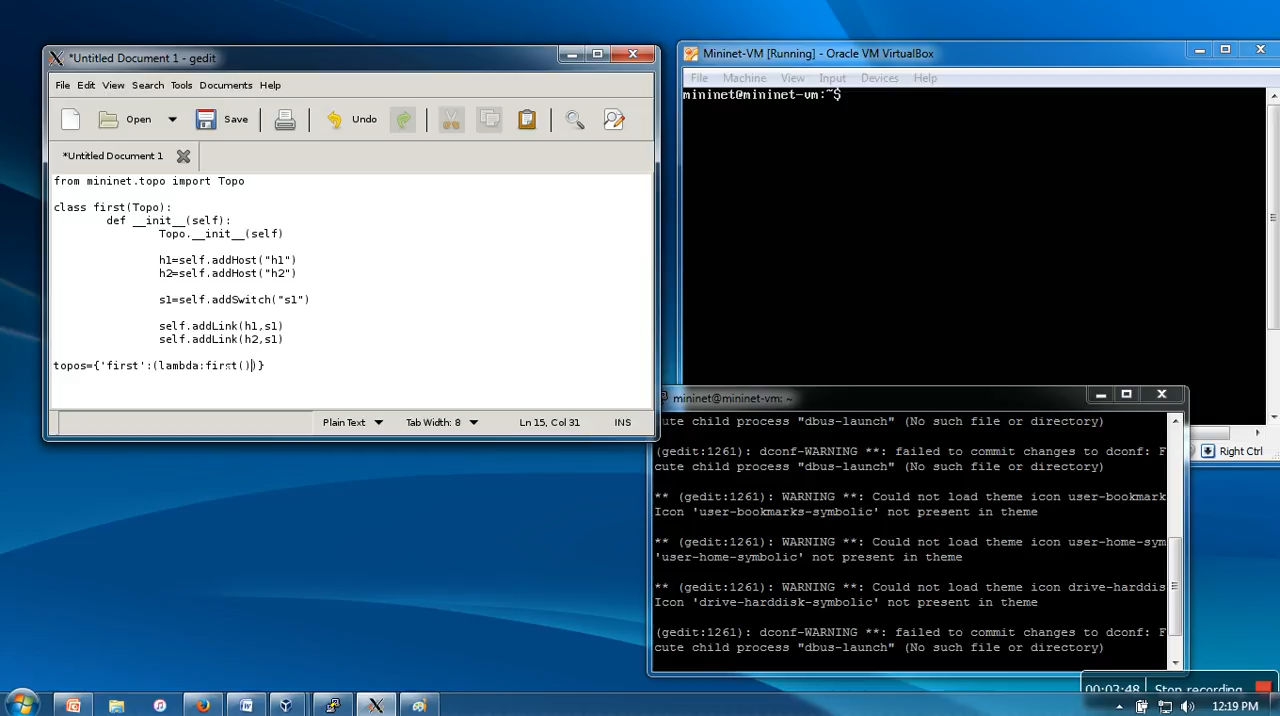 *Untitled Document 1 - gedit
File Edit View Search Tools Documents Help
Open Save Undo
*Untitled Document 1
from mininet.topo import Topo
class first(Topo):
def __init__(self):
Topo.__init__(self)
h1=self.addHost("h1")
h2=self.addHost("h2")
s1=self.addSwitch("s1")
self.addLink(h1,s1)
self.addLink(h2,s1)
topos={'first':(lambda:first())}
Plain Text Tab Width: 8 Ln 15, Col 31 INS
Mininet-VM [Running] - Oracle VM VirtualBox
File Machine View Input Devices Help
mininet@mininet-vm:~$
Right Ctrl
mininet@mininet-vm: ~
cute child process "dbus-launch" (No such file or directory)
(gedit:1261): dconf-WARNING **: failed to commit changes to dconf: F
cute child process "dbus-launch" (No such file or directory)
** (gedit:1261): WARNING **: Could not load theme icon user-bookmark
Icon 'user-bookmarks-symbolic' not present in theme
** (gedit:1261): WARNING **: Could not load theme icon user-home-sym
'user-home-symbolic' not present in theme
** (gedit:1261): WARNING **: Could not load theme icon drive-harddis
Icon 'drive-harddisk-symbolic' not present in theme
(gedit:1261): dconf-WARNING **: failed to commit changes to dconf: F
cute child process "dbus-launch" (No such file or directory)
00:03:48 Stop recording
12:19 PM